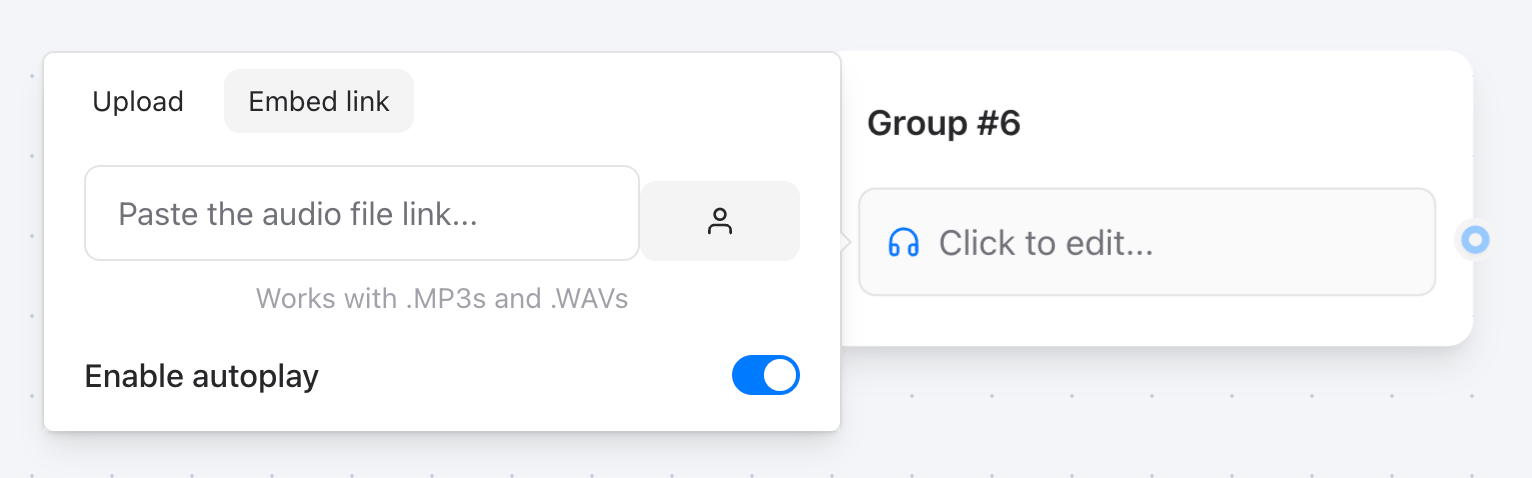 Upload
Embed link
Paste the audio file link...
Works with .MP3s and .WAVs
Enable autoplay
Group #6
Click to edit...